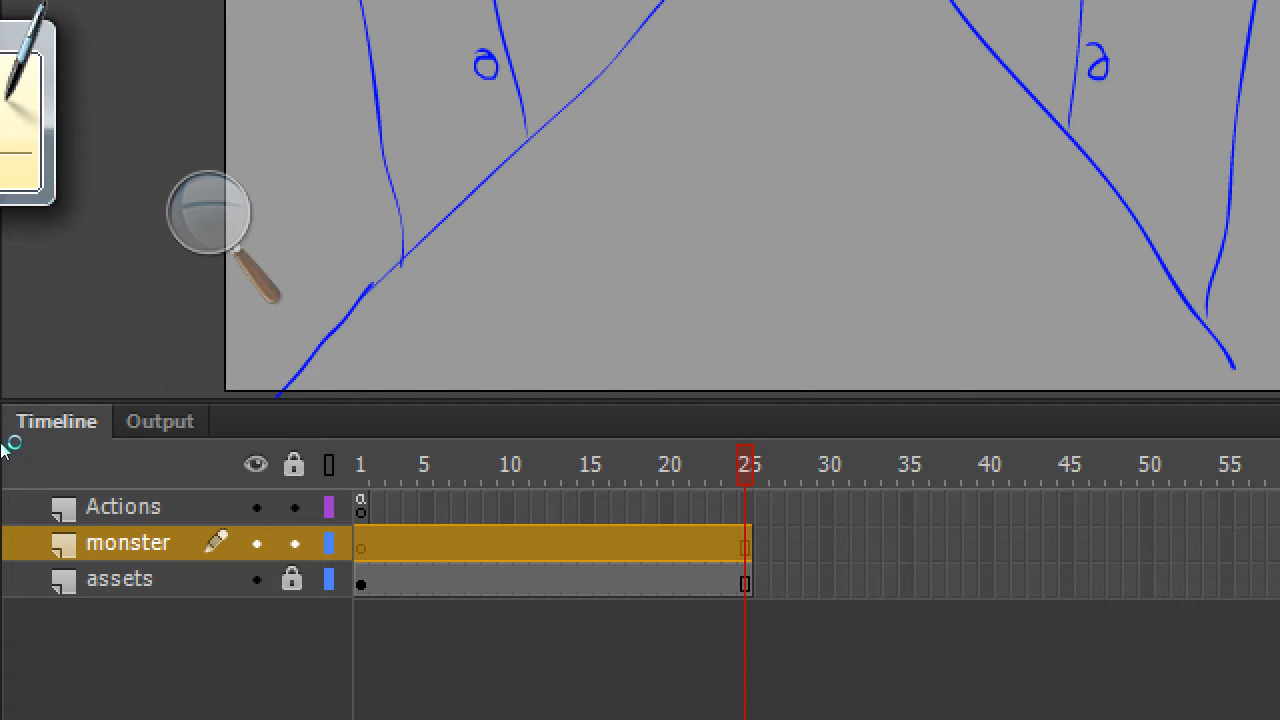 a
a
Timeline Output
1 5 10 15 20 25 30 35 40 45 50 55
Actions a
monster
assets